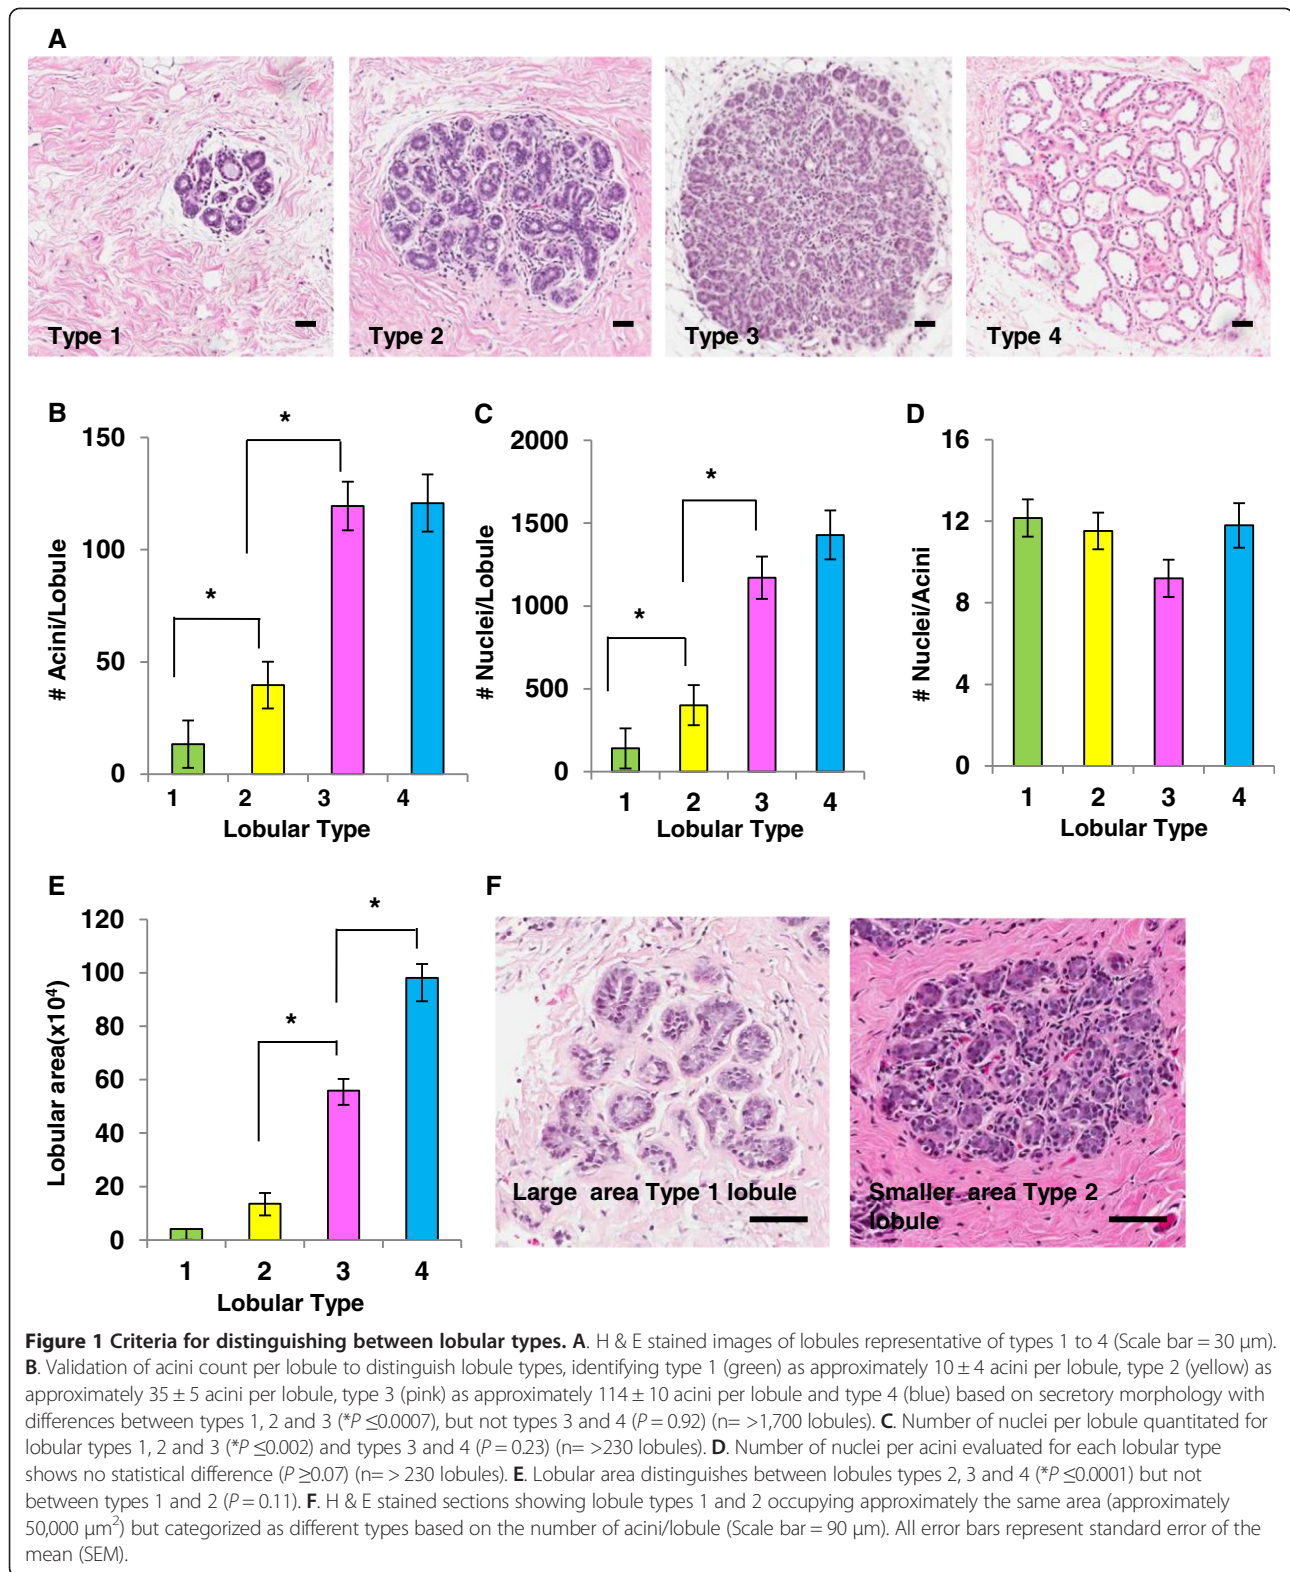 A
Type 1
Type 2
Type 3
Type 4
B
# Acini/Lobule
150
100
50
0
*
*
1 2 3 4
Lobular Type
C
# Nuclei/Lobule
2000
1500
1000
500
0
*
*
1 2 3 4
Lobular Type
D
# Nuclei/Acini
16
12
8
4
0
1 2 3 4
Lobular Type
E
Lobular area(x10⁴)
120
100
80
60
40
20
0
*
*
1 2 3 4
Lobular Type
F
Large area Type 1 lobule
Smaller area Type 2
lobule
Figure 1 Criteria for distinguishing between lobular types. A. H & E stained images of lobules representative of types 1 to 4 (Scale bar = 30 μm).
B. Validation of acini count per lobule to distinguish lobule types, identifying type 1 (green) as approximately 10 ± 4 acini per lobule, type 2 (yellow) as
approximately 35 ± 5 acini per lobule, type 3 (pink) as approximately 114 ± 10 acini per lobule and type 4 (blue) based on secretory morphology with
differences between types 1, 2 and 3 (*P ≤0.0007), but not types 3 and 4 (P = 0.92) (n= >1,700 lobules). C. Number of nuclei per lobule quantitated for
lobular types 1, 2 and 3 (*P ≤0.002) and types 3 and 4 (P = 0.23) (n= >230 lobules). D. Number of nuclei per acini evaluated for each lobular type
shows no statistical difference (P ≥0.07) (n= > 230 lobules). E. Lobular area distinguishes between lobules types 2, 3 and 4 (*P ≤0.0001) but not
between types 1 and 2 (P = 0.11). F. H & E stained sections showing lobule types 1 and 2 occupying approximately the same area (approximately
50,000 μm²) but categorized as different types based on the number of acini/lobule (Scale bar = 90 μm). All error bars represent standard error of the
mean (SEM).